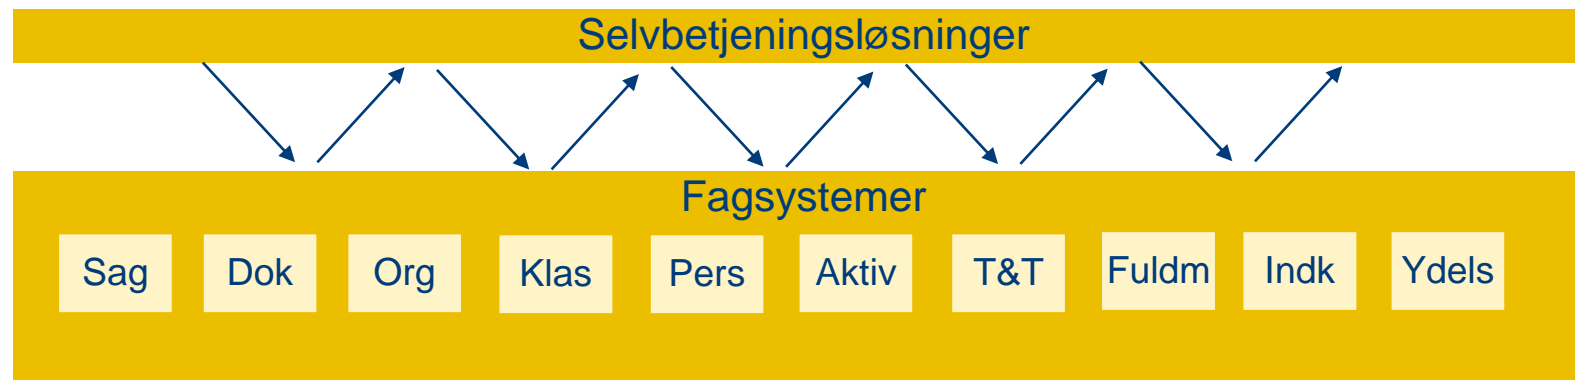 Selvbetjeningsløsninger
Fagsystemer
Sag Dok Org Klas Pers Aktiv T&T Fuldm Indk Ydels